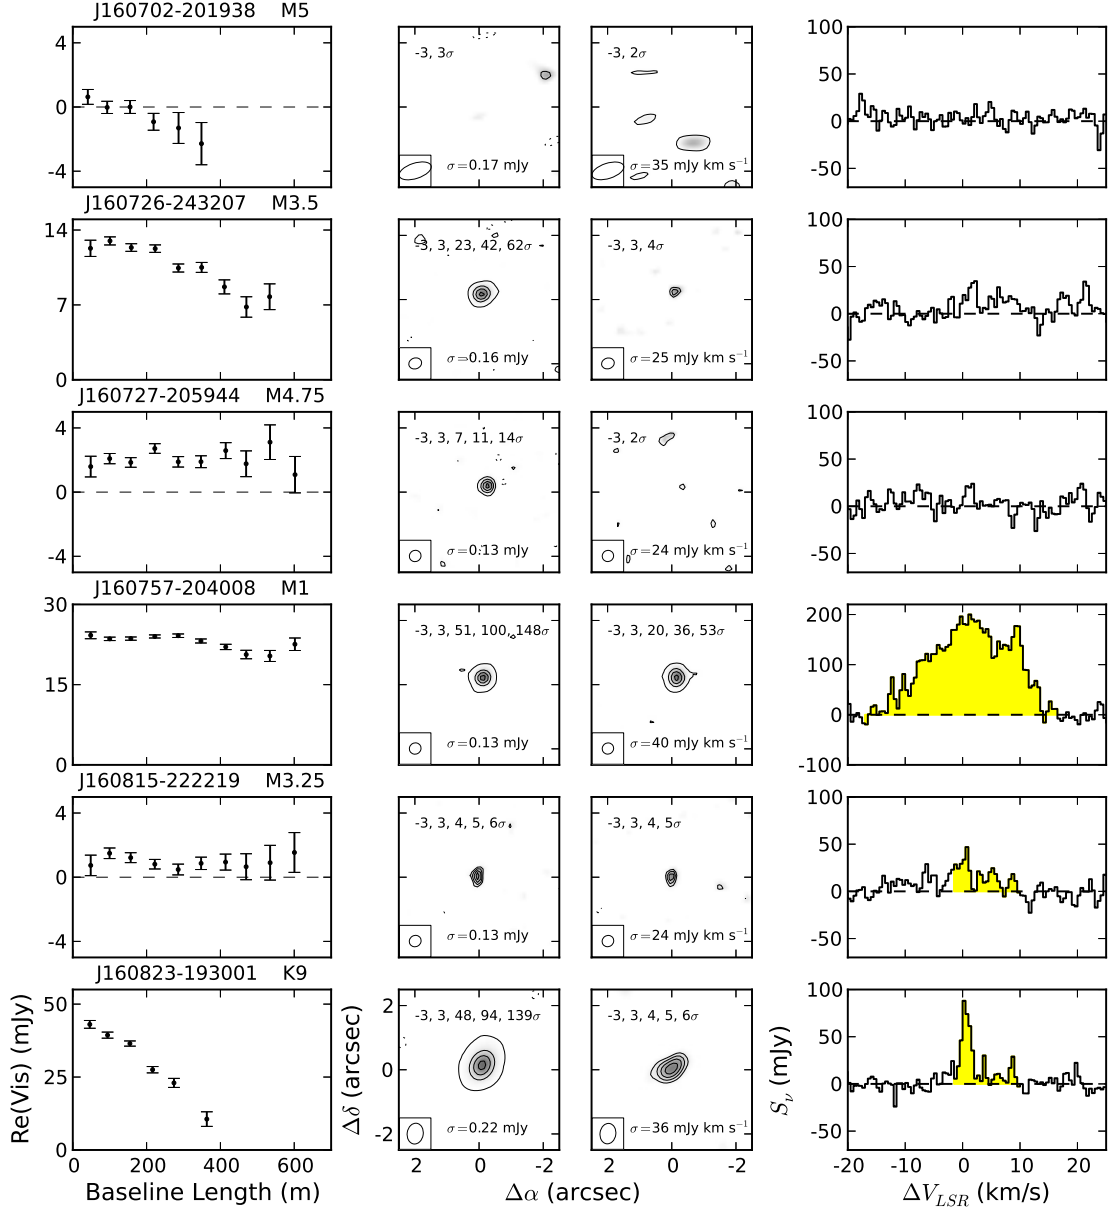 J160702-201938 M5
4
0
-4
-3, 3σ
σ=0.17 mJy
-3, 2σ
σ=35 mJy km s⁻¹
100
50
0
-50
J160726-243207 M3.5
14
7
0
-3, 3, 23, 42, 62σ
σ=0.16 mJy
-3, 3, 4σ
σ=25 mJy km s⁻¹
100
50
0
-50
J160727-205944 M4.75
4
0
-4
-3, 3, 7, 11, 14σ
σ=0.13 mJy
-3, 2σ
σ=24 mJy km s⁻¹
100
50
0
-50
J160757-204008 M1
30
15
0
-3, 3, 51, 100, 148σ
σ=0.13 mJy
-3, 3, 20, 36, 53σ
σ=40 mJy km s⁻¹
200
100
0
-100
J160815-222219 M3.25
4
0
-4
-3, 3, 4, 5, 6σ
σ=0.13 mJy
-3, 3, 4, 5σ
σ=24 mJy km s⁻¹
100
50
0
-50
J160823-193001 K9
Re(Vis) (mJy)
50
25
0
0 200 400 600
Baseline Length (m)
Δδ (arcsec)
2
0
-2
-3, 3, 48, 94, 139σ
σ=0.22 mJy
2 0 -2
-3, 3, 4, 5, 6σ
σ=36 mJy km s⁻¹
2 0 -2
Δα (arcsec)
Sν (mJy)
100
50
0
-50
-20 -10 0 10 20
ΔV_LSR (km/s)